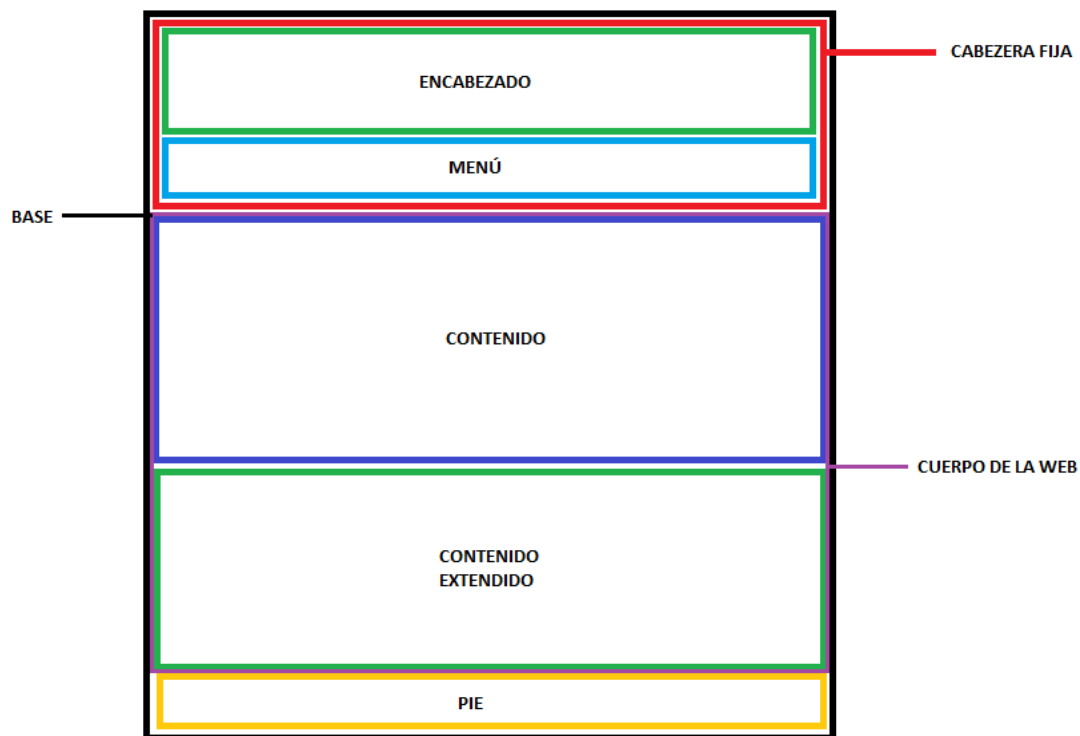 ENCABEZADO
CABEZERA FIJA
MENÚ
BASE
CONTENIDO
CUERPO DE LA WEB
CONTENIDO
EXTENDIDO
PIE